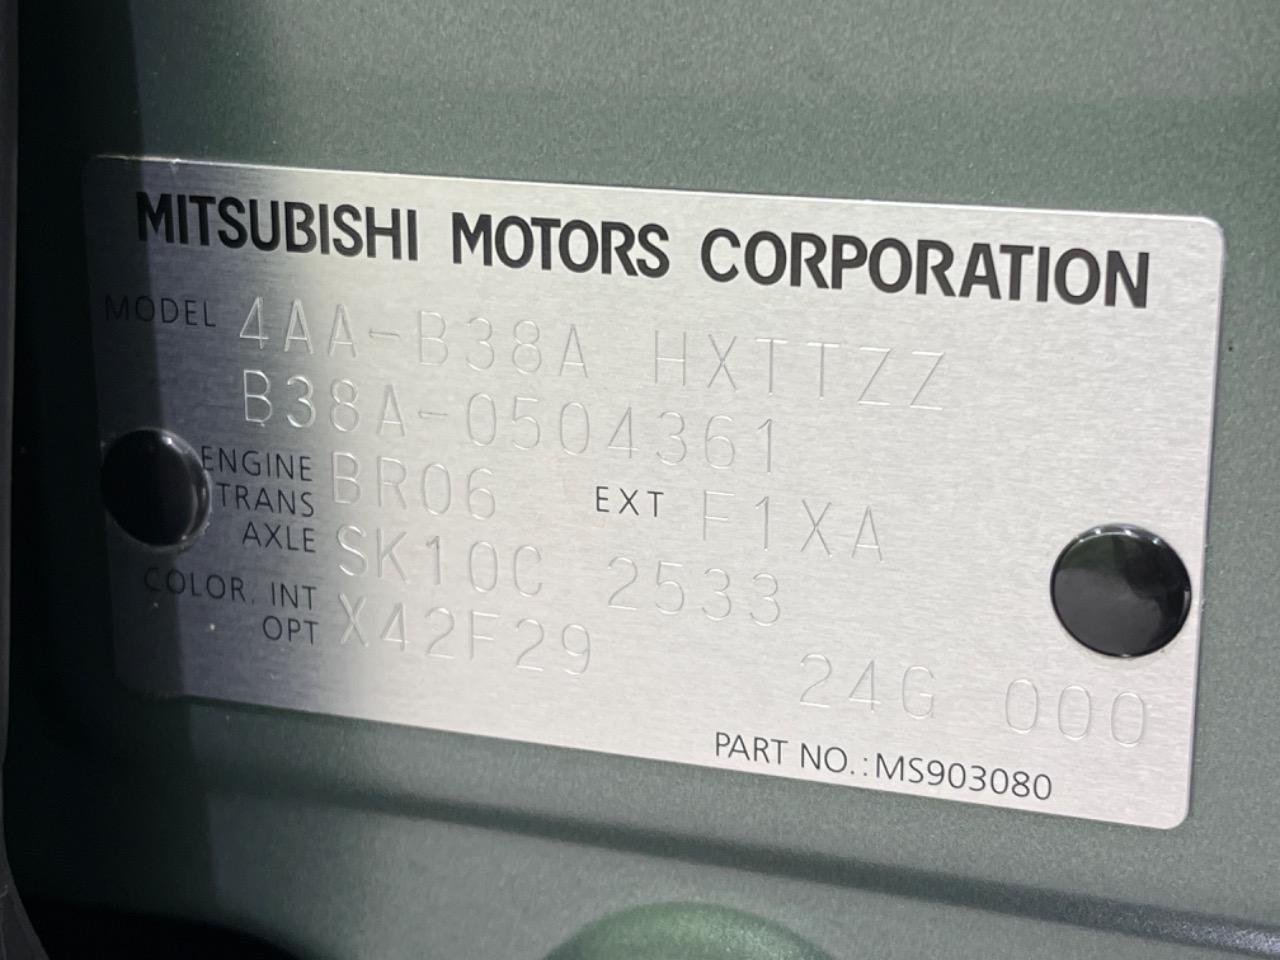 MITSUBISHI MOTORS CORPORATION
MODEL 4AA-B38A HXTTZZ
B38A-0504361
ENGINE BR06 EXT F1XA
TRANS AXLE SK10C 2533
COLOR, INT OPT X42F29 24G 000
PART NO.:MS903080